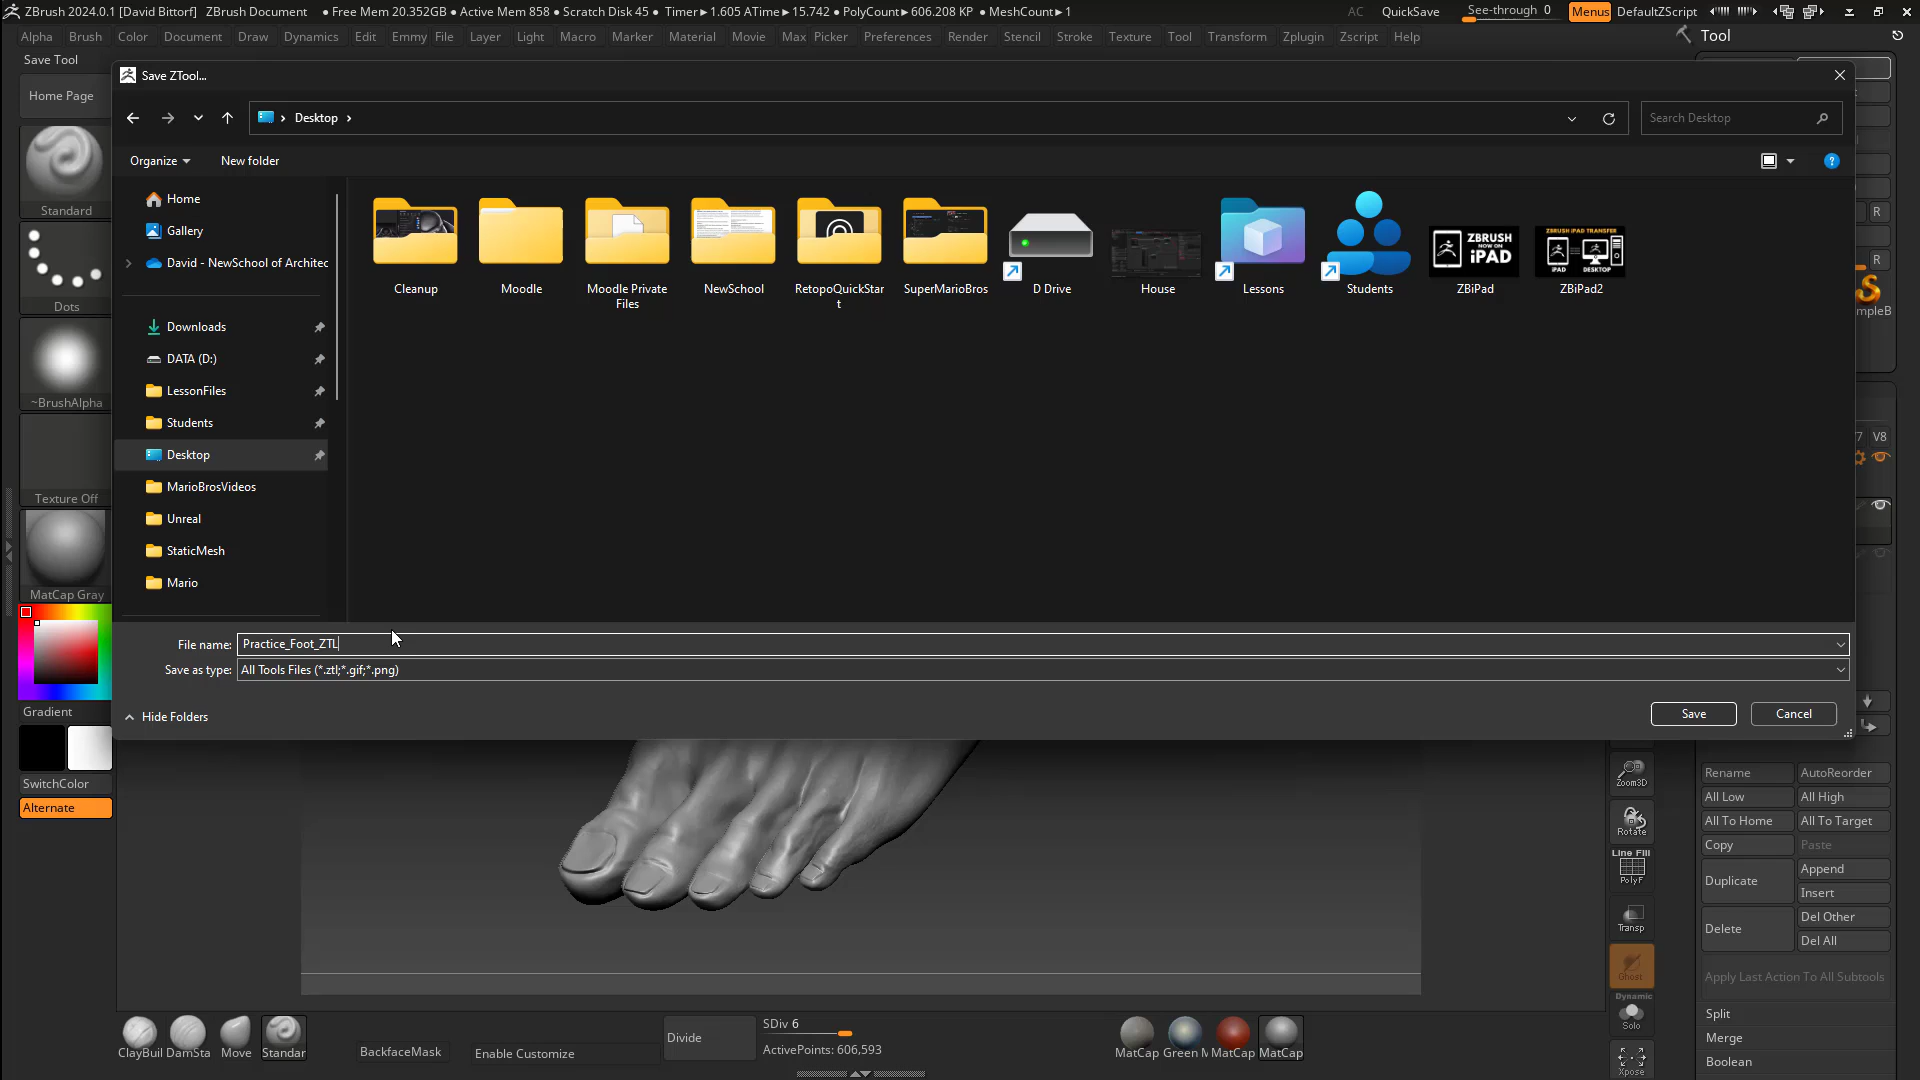 ZBrush 2024.0.1 [David Bittorf] ZBrush Document • Free Mem 20.352GB • Active Mem 858 • Scratch Disk 45 • Timer►1.605 ATime►15.742 • PolyCount►606.208 KP • MeshCount►1 AC QuickSave See-through 0 Menus DefaultZScript
Alpha Brush Color Document Draw Dynamics Edit Emmy File Layer Light Macro Marker Material Movie Max Picker Preferences Render Stencil Stroke Texture Tool Transform Zplugin Zscript Help Tool
Save Tool
Save ZTool...
Home Page
Desktop
Search Desktop
Organize New folder
Standard
Dots
~BrushAlpha
Texture Off
MatCap Gray
Gradient
SwitchColor
Alternate
Home
Gallery
David - NewSchool of Architec
Downloads
DATA (D:)
LessonFiles
Students
Desktop
MarioBrosVideos
Unreal
StaticMesh
Mario
ZBRUSH
NOW ON
iPAD
ZBRUSH iPAD TRANSFER
IPAD DESKTOP
Cleanup Moodle Moodle Private NewSchool RetopoQuickStar SuperMarioBros D Drive House Lessons Students ZBiPad ZBiPad2
Files t
R
R
mpleB
V8
File name: Practice_Foot_ZTL
Save as type: All Tools Files (*.ztl;*.gif;*.png)
Hide Folders
Save Cancel
Zoom3D
Rotate
Line Fill
PolyF
Transp
Ghost
Dynamic
Solo
Xpose
Rename AutoReorder
All Low All High
All To Home All To Target
Copy Paste
Duplicate Append
Insert
Delete Del Other
Del All
Apply Last Action To All Subtools
Split
Merge
Boolean
ClayBuil DamSta Move Standar
BackfaceMask
Enable Customize
Divide
SDiv 6
ActivePoints: 606,593
MatCap Green M MatCap MatCap